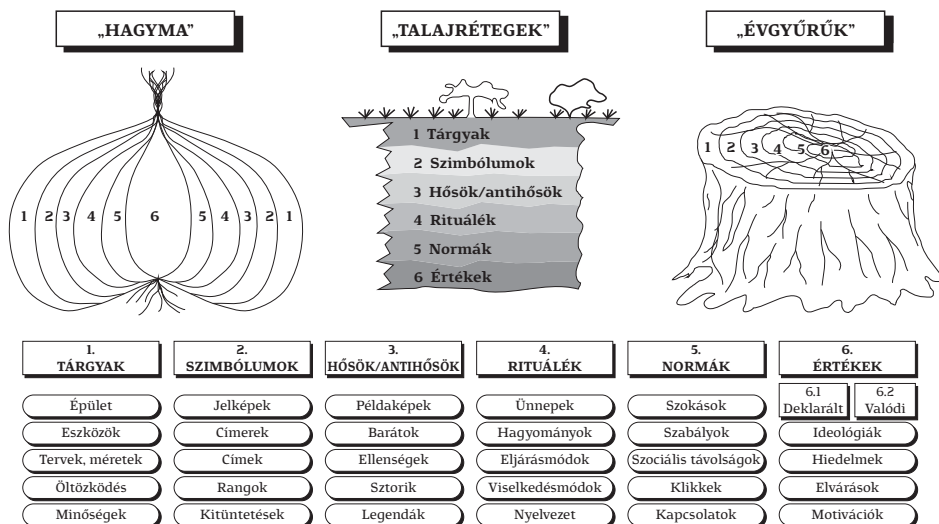 „HAGYMA”
„TALAJRÉTEGEK”
„ÉVGYŰRŰK”
1 2 3 4 5 6 5 4 3 2 1
1 Tárgyak
2 Szimbólumok
3 Hősök/antihősök
4 Rituálék
5 Normák
6 Értékek
1 2 3 4 5 6
1.
TÁRGYAK
Épület
Eszközök
Tervek, méretek
Öltözködés
Minőségek
2.
SZIMBÓLUMOK
Jelképek
Címerek
Címek
Rangok
Kitüntetések
3.
HŐSÖK/ANTIHŐSÖK
Példaképek
Barátok
Ellenségek
Sztorik
Legendák
4.
RITUÁLÉK
Ünnepek
Hagyományok
Eljárásmódok
Viselkedésmódok
Nyelvezet
5.
NORMÁK
Szokások
Szabályok
Szociális távolságok
Klikkek
Kapcsolatok
6.
ÉRTÉKEK
6.1
Deklarált
6.2
Valódi
Ideológiák
Hiedelmek
Elvárások
Motivációk